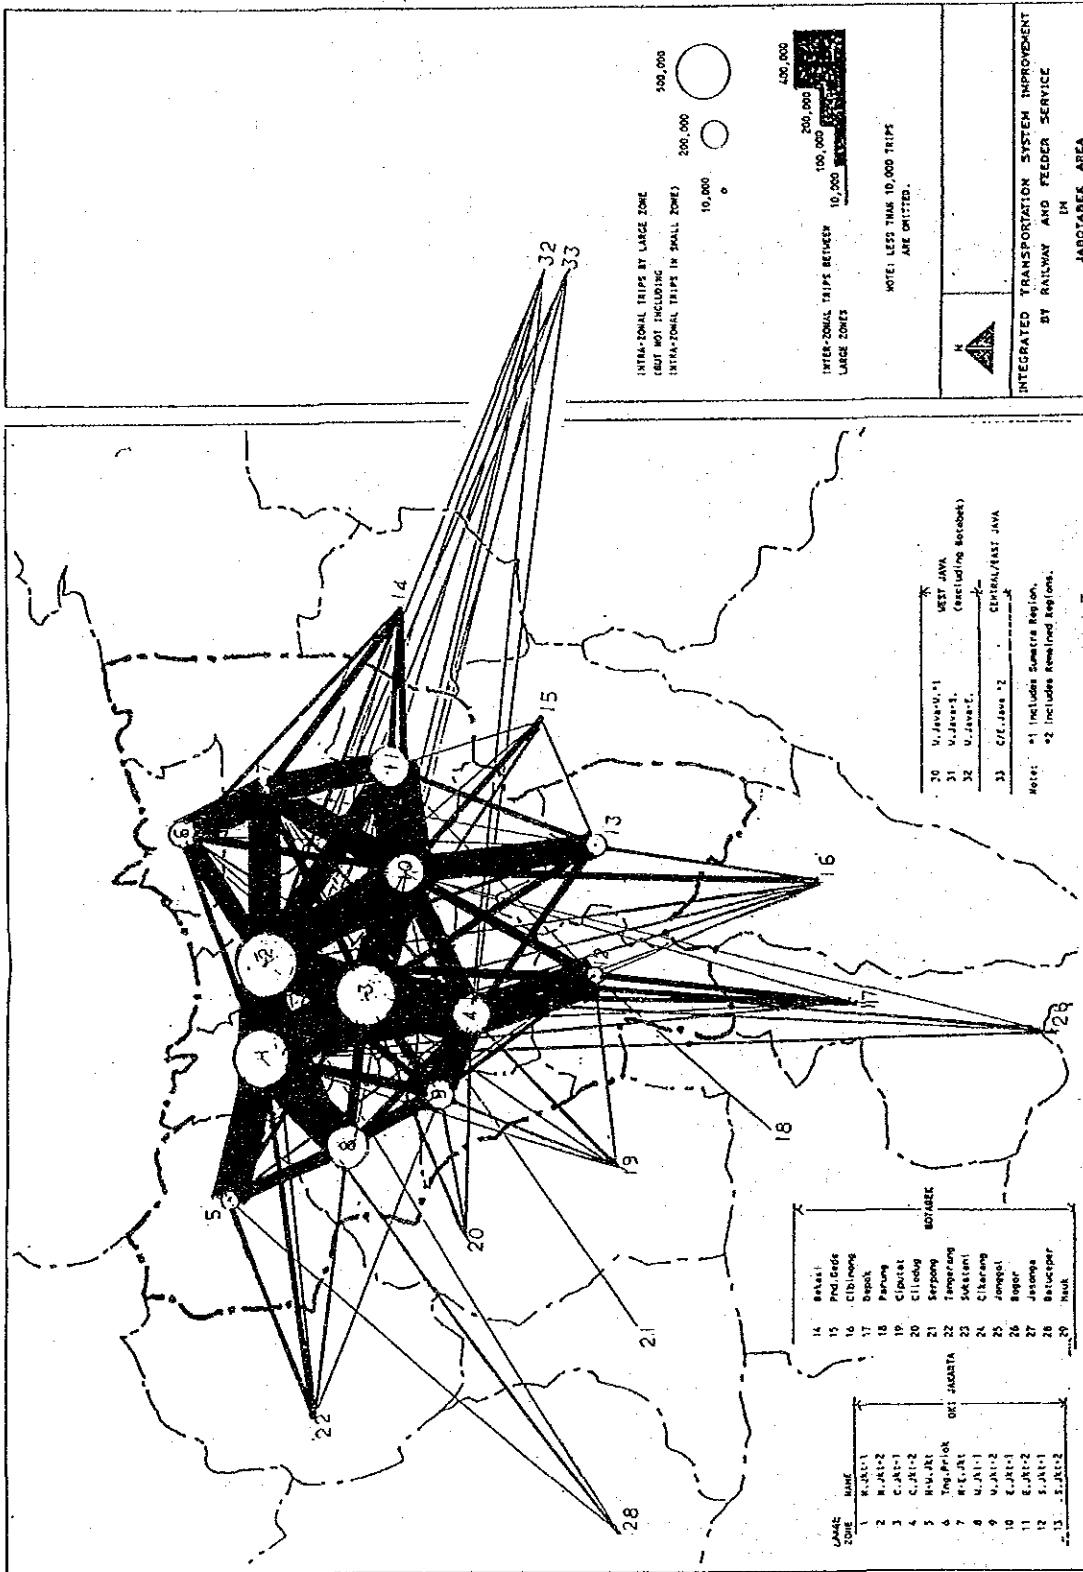 INTRA-ZONAL TRIPS BY LARGE ZONE
(BUT NOT INCLUDING
INTRA-ZONAL TRIPS IN SMALL ZONE)
10,000
200,000
500,000
INTER-ZONAL TRIPS BETWEEN
LARGE ZONES
10,000
100,000
200,000
400,000
NOTE: LESS THAN 10,000 TRIPS
ARE OMITTED.
N
INTEGRATED TRANSPORTATION SYSTEM IMPROVEMENT
BY RAILWAY AND FEEDER SERVICE
IN
JABOTABEK AREA
5
6
8
9
3
4
10
11
12
13
14
15
16
17
18
19
20
21
22
26
28
32
33
LARGE
ZONE NAME
1 N.Jkt-1
2 N.Jkt-2
3 C.Jkt-1
4 C.Jkt-2
5 N-W.Jkt
6 Tng.Priok
7 N-E.Jkt
8 W.Jkt-1
9 W.Jkt-2
10 E.Jkt-1
11 E.Jkt-2
12 S.Jkt-1
13 S.Jkt-2
DKI JAKARTA
14 Bekasi
15 Pnd.Gede
16 Cibinong
17 Depok
18 Parung
19 Ciputat
20 Ciledug
21 Serpong
22 Tangerang
23 Sukatani
24 Cikarang
25 Jonggol
26 Bogor
27 Jasinga
28 Batuceper
29 Mauk
BOTABEK
30 W.Java-W.*1
31 W.Java-S.
32 W.Java-E.
WEST JAVA
(excluding Botabek)
33 C/E.Java *2
CENTRAL/EAST JAVA
Note: *1 Includes Sumatra Region.
*2 Includes Remained Regions.